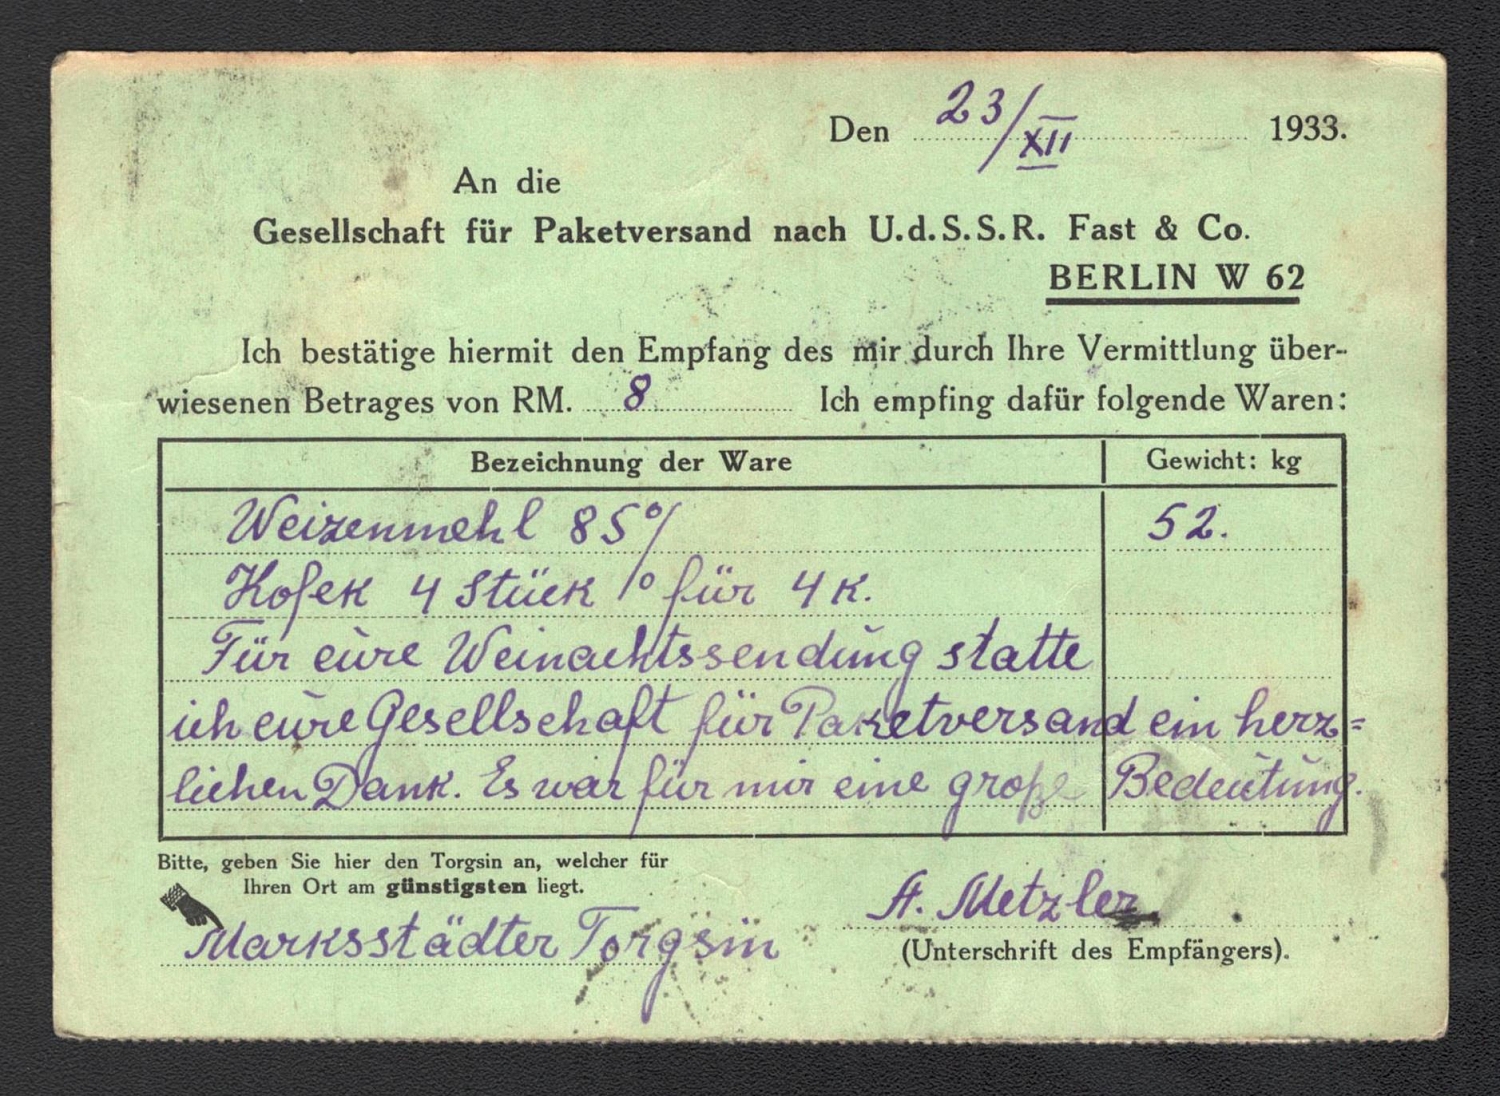 Den 23/XII 1933.
An die
Gesellschaft für Paketversand nach U.d.S.S.R. Fast & Co.
BERLIN W 62
Ich bestätige hiermit den Empfang des mir durch Ihre Vermittlung über-
wiesenen Betrages von RM. 8 Ich empfing dafür folgende Waren:
Bezeichnung der Ware Gewicht: kg
Weizenmehl 85% 52.
Hofek 4 Stück für 4 K.
Für eure Weinachtssendung statte
ich eure Gesellschaft für Paketversand ein herz=
lichen Dank. Es war für mir eine große Bedeutung.
Bitte, geben Sie hier den Torgsin an, welcher für
Ihren Ort am günstigsten liegt.
Marksstädter Torgsin
A. Metzler
(Unterschrift des Empfängers).